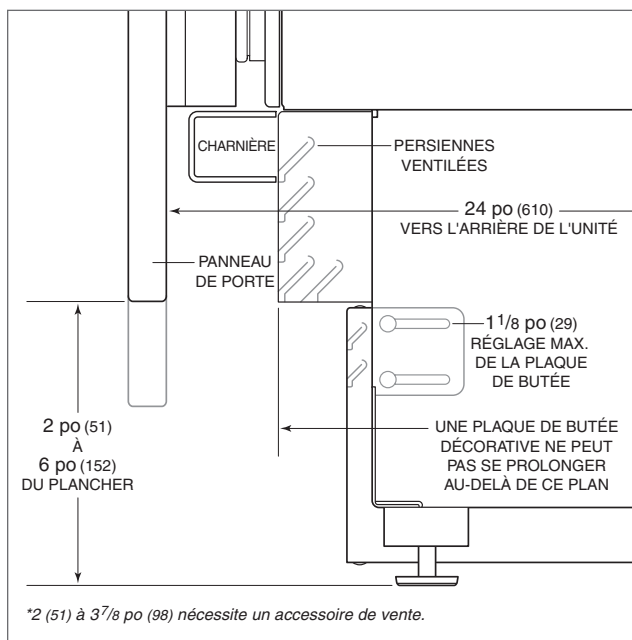 CHARNIÈRE
PERSIENNES
VENTILÉES
24 po (610)
VERS L'ARRIÈRE DE L'UNITÉ
PANNEAU
DE PORTE
1 1/8 po (29)
RÉGLAGE MAX.
DE LA PLAQUE
DE BUTÉE
2 po (51)
À
6 po (152)
DU PLANCHER
UNE PLAQUE DE BUTÉE
DÉCORATIVE NE PEUT
PAS SE PROLONGER
AU-DELÀ DE CE PLAN
*2 (51) à 3 7/8 po (98) nécessite un accessoire de vente.